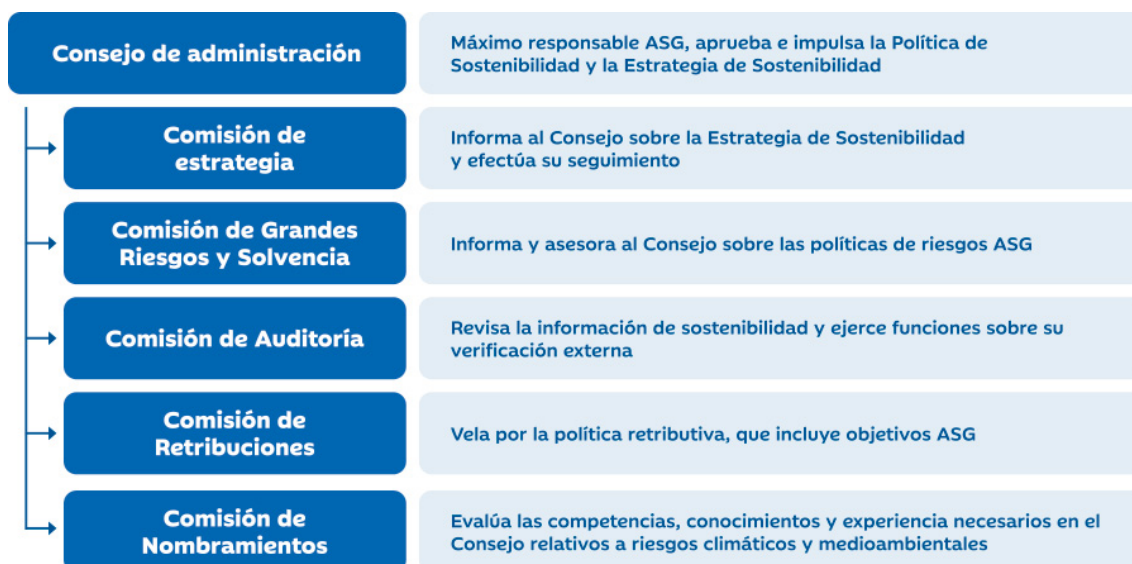 Consejo de administración
Máximo responsable ASG, aprueba e impulsa la Política de
Sostenibilidad y la Estrategia de Sostenibilidad
Comisión de
estrategia
Informa al Consejo sobre la Estrategia de Sostenibilidad
y efectúa su seguimiento
Comisión de Grandes
Riesgos y Solvencia
Informa y asesora al Consejo sobre las políticas de riesgos ASG
Comisión de Auditoría
Revisa la información de sostenibilidad y ejerce funciones sobre su
verificación externa
Comisión de
Retribuciones
Vela por la política retributiva, que incluye objetivos ASG
Comisión de
Nombramientos
Evalúa las competencias, conocimientos y experiencia necesarios en el
Consejo relativos a riesgos climáticos y medioambientales